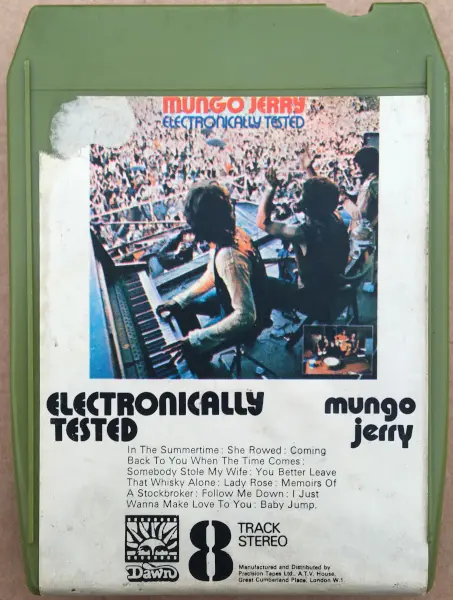 MUNGO JERRY
ELECTRONICALLY TESTED
ELECTRONICALLY
TESTED
mungo
jerry
In The Summertime : She Rowed : Coming
Back To You When The Time Comes :
Somebody Stole My Wife : You Better Leave
That Whisky Alone : Lady Rose : Memoirs Of
A Stockbroker : Follow Me Down : I Just
Wanna Make Love To You : Baby Jump.
Dawn
8
TRACK
STEREO
Manufactured and Distributed by
Precision Tapes Ltd., A.T.V. House,
Great Cumberland Place, London W.1